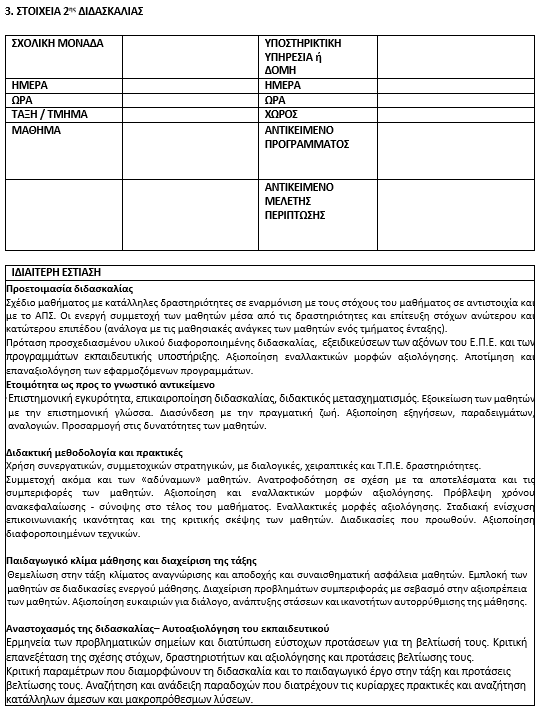 3. ΣΤΟΙΧΕΙΑ 2ης ΔΙΔΑΣΚΑΛΙΑΣ
ΣΧΟΛΙΚΗ ΜΟΝΑΔΑ
ΥΠΟΣΤΗΡΙΚΤΙΚΗ
ΥΠΗΡΕΣΙΑ ή
ΔΟΜΗ
ΗΜΕΡΑ
ΗΜΕΡΑ
ΩΡΑ
ΩΡΑ
ΤΑΞΗ / ΤΜΗΜΑ
ΧΩΡΟΣ
ΜΑΘΗΜΑ
ΑΝΤΙΚΕΙΜΕΝΟ
ΠΡΟΓΡΑΜΜΑΤΟΣ
ΑΝΤΙΚΕΙΜΕΝΟ
ΜΕΛΕΤΗΣ
ΠΕΡΙΠΤΩΣΗΣ
ΙΔΙΑΙΤΕΡΗ ΕΣΤΙΑΣΗ
Προετοιμασία διδασκαλίας
Σχέδιο μαθήματος με κατάλληλες δραστηριότητες σε εναρμόνιση με τους στόχους του μαθήματος σε αντιστοιχία και
με το ΑΠΣ. Οι ενεργή συμμετοχή των μαθητών μέσα από τις δραστηριότητες και επίτευξη στόχων ανώτερου και
κατώτερου επιπέδου (ανάλογα με τις μαθησιακές ανάγκες των μαθητών ενός τμήματος ένταξης).
Πρόταση προσχεδιασμένου υλικού διαφοροποιημένης διδασκαλίας, εξειδικεύσεων των αξόνων του Ε.Π.Ε. και των
προγραμμάτων εκπαιδευτικής υποστήριξης. Αξιοποίηση εναλλακτικών μορφών αξιολόγησης. Αποτίμηση και
επαναξιολόγηση των εφαρμοζόμενων προγραμμάτων.
Ετοιμότητα ως προς το γνωστικό αντικείμενο
Επιστημονική εγκυρότητα, επικαιροποίηση διδασκαλίας, διδακτικός μετασχηματισμός. Εξοικείωση των μαθητών
με την επιστημονική γλώσσα. Διασύνδεση με την πραγματική ζωή. Αξιοποίηση εξηγήσεων, παραδειγμάτων,
αναλογιών. Προσαρμογή στις δυνατότητες των μαθητών.
Διδακτική μεθοδολογία και πρακτικές
Χρήση συνεργατικών, συμμετοχικών στρατηγικών, με διαλογικές, χειραπτικές και Τ.Π.Ε. δραστηριότητες.
Συμμετοχή ακόμα και των «αδύναμων» μαθητών. Ανατροφοδότηση σε σχέση με τα αποτελέσματα και τις
συμπεριφορές των μαθητών. Αξιοποίηση και εναλλακτικών μορφών αξιολόγησης. Πρόβλεψη χρόνου
ανακεφαλαίωσης - σύνοψης στο τέλος του μαθήματος. Εναλλακτικές μορφές αξιολόγησης. Σταδιακή ενίσχυση
επικοινωνιακής ικανότητας και της κριτικής σκέψης των μαθητών. Διαδικασίες που προωθούν. Αξιοποίηση
διαφοροποιημένων τεχνικών.
Παιδαγωγικό κλίμα μάθησης και διαχείριση της τάξης
Θεμελίωση στην τάξη κλίματος αναγνώρισης και αποδοχής και συναισθηματική ασφάλεια μαθητών. Εμπλοκή των
μαθητών σε διαδικασίες ενεργού μάθησης. Διαχείριση προβλημάτων συμπεριφοράς με σεβασμό στην αξιοπρέπεια
των μαθητών. Αξιοποίηση ευκαιριών για διάλογο, ανάπτυξης στάσεων και ικανοτήτων αυτορρύθμισης της μάθησης.
Αναστοχασμός της διδασκαλίας– Αυτοαξιολόγηση του εκπαιδευτικού
Ερμηνεία των προβληματικών σημείων και διατύπωση εύστοχων προτάσεων για τη βελτίωσή τους. Κριτική
επανεξέταση της σχέσης στόχων, δραστηριοτήτων και αξιολόγησης και προτάσεις βελτίωσης τους.
Κριτική παραμέτρων που διαμορφώνουν τη διδασκαλία και το παιδαγωγικό έργο στην τάξη και προτάσεις
βελτίωσης τους. Αναζήτηση και ανάδειξη παραδοχών που διατρέχουν τις κυρίαρχες πρακτικές και αναζήτηση
κατάλληλων άμεσων και μακροπρόθεσμων λύσεων.